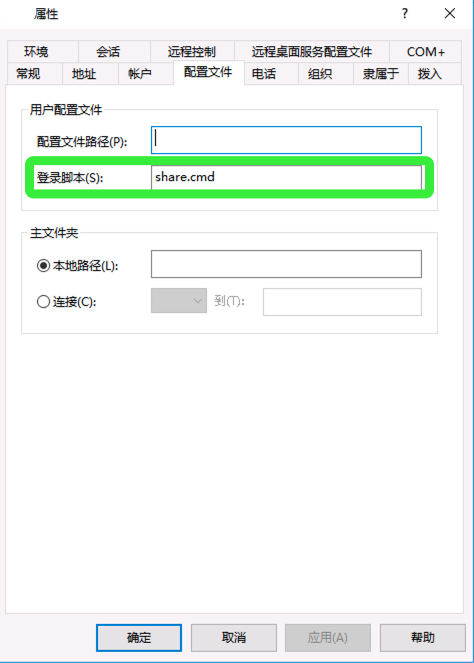 属性 ?
环境 会话 远程控制 远程桌面服务配置文件 COM+
常规 地址 帐户 配置文件 电话 组织 隶属于 拨入
用户配置文件
配置文件路径(P):
登录脚本(S): share.cmd
主文件夹
本地路径(L):
连接(C): 到(T):
确定 取消 应用(A) 帮助